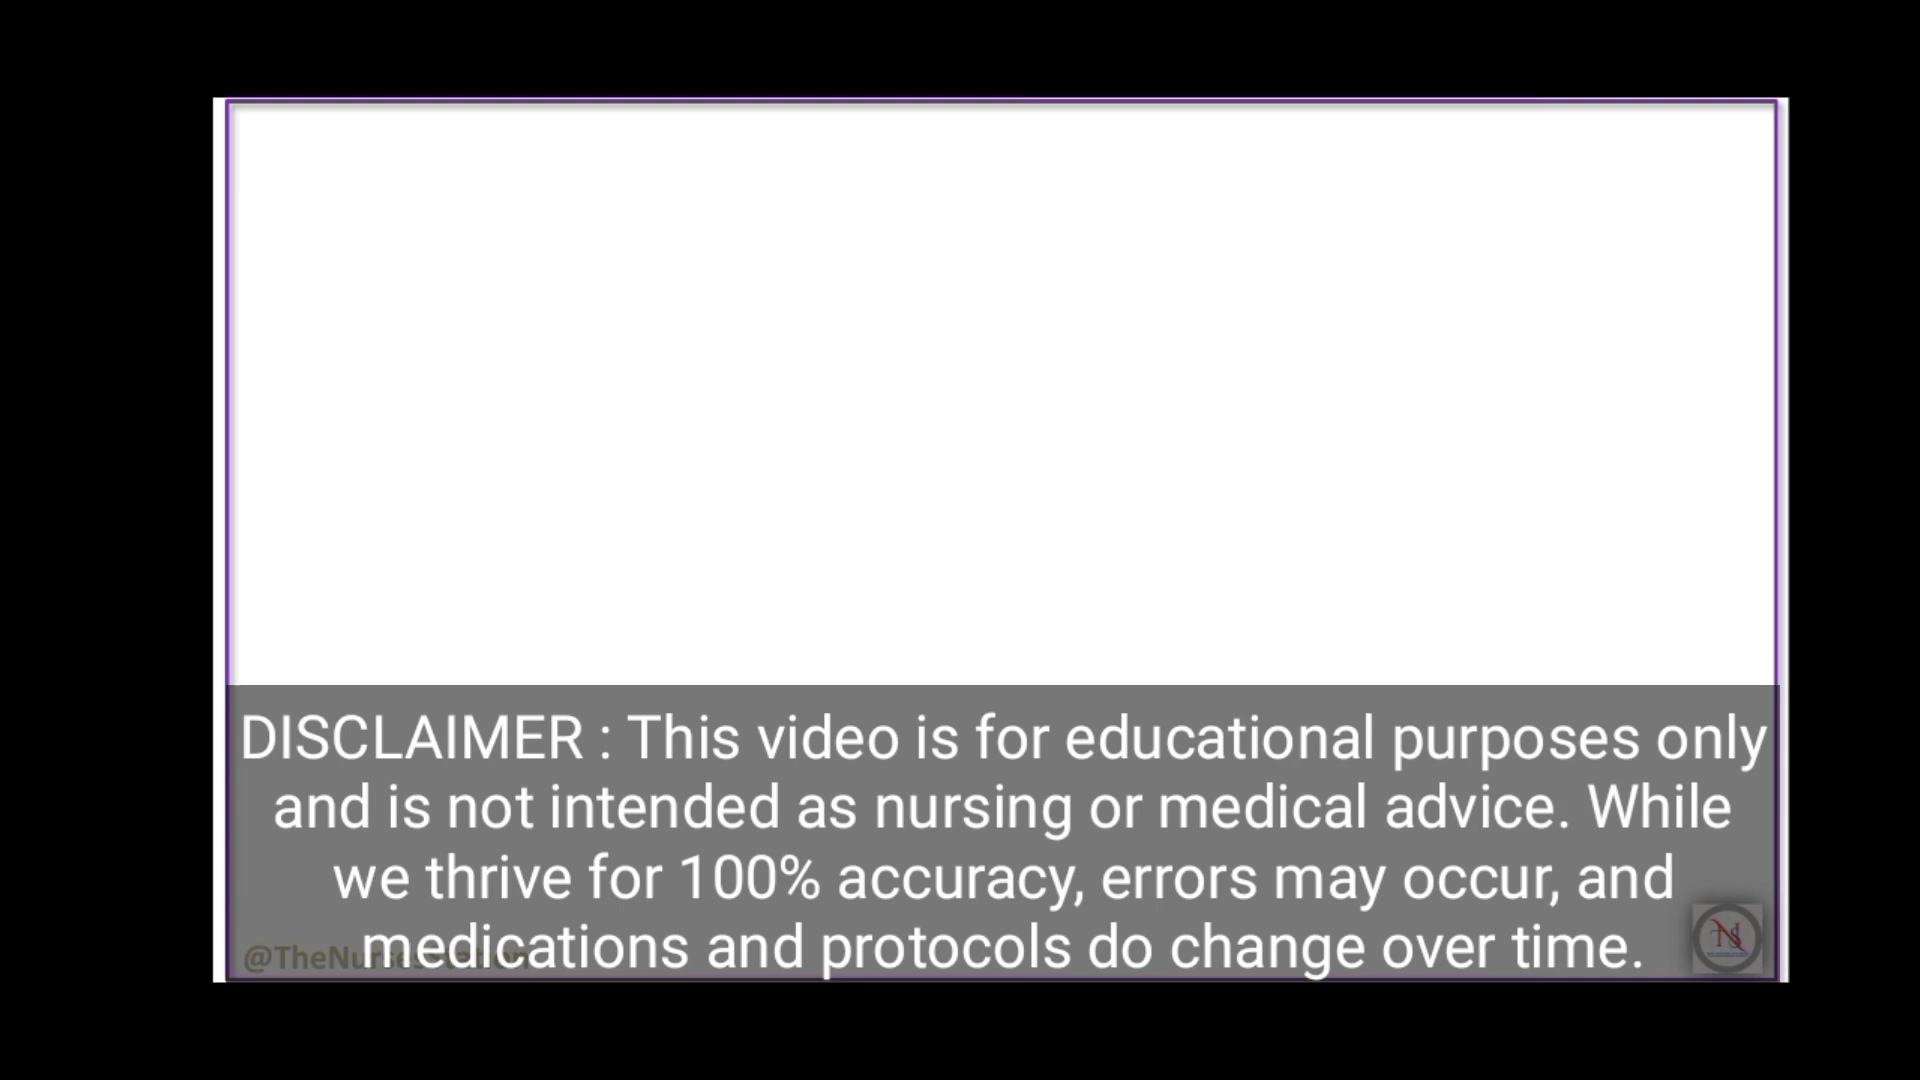 DISCLAIMER : This video is for educational purposes only
and is not intended as nursing or medical advice. While
we thrive for 100% accuracy, errors may occur, and
medications and protocols do change over time.
@TheNursesStation